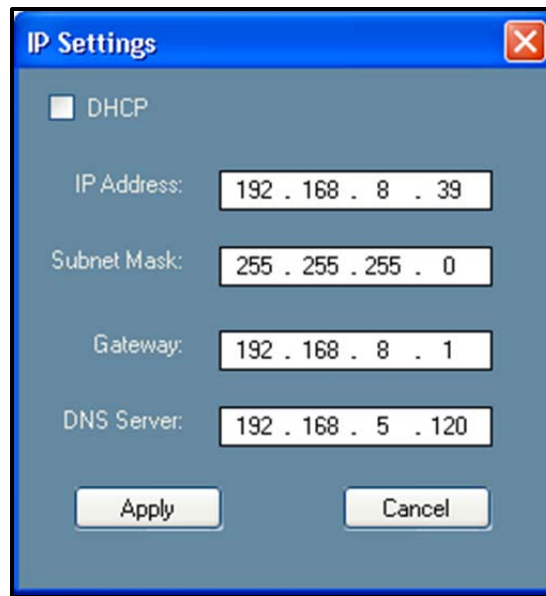 IP Settings
DHCP
IP Address: 192 . 168 . 8 . 39
Subnet Mask: 255 . 255 . 255 . 0
Gateway: 192 . 168 . 8 . 1
DNS Server: 192 . 168 . 5 . 120
Apply Cancel